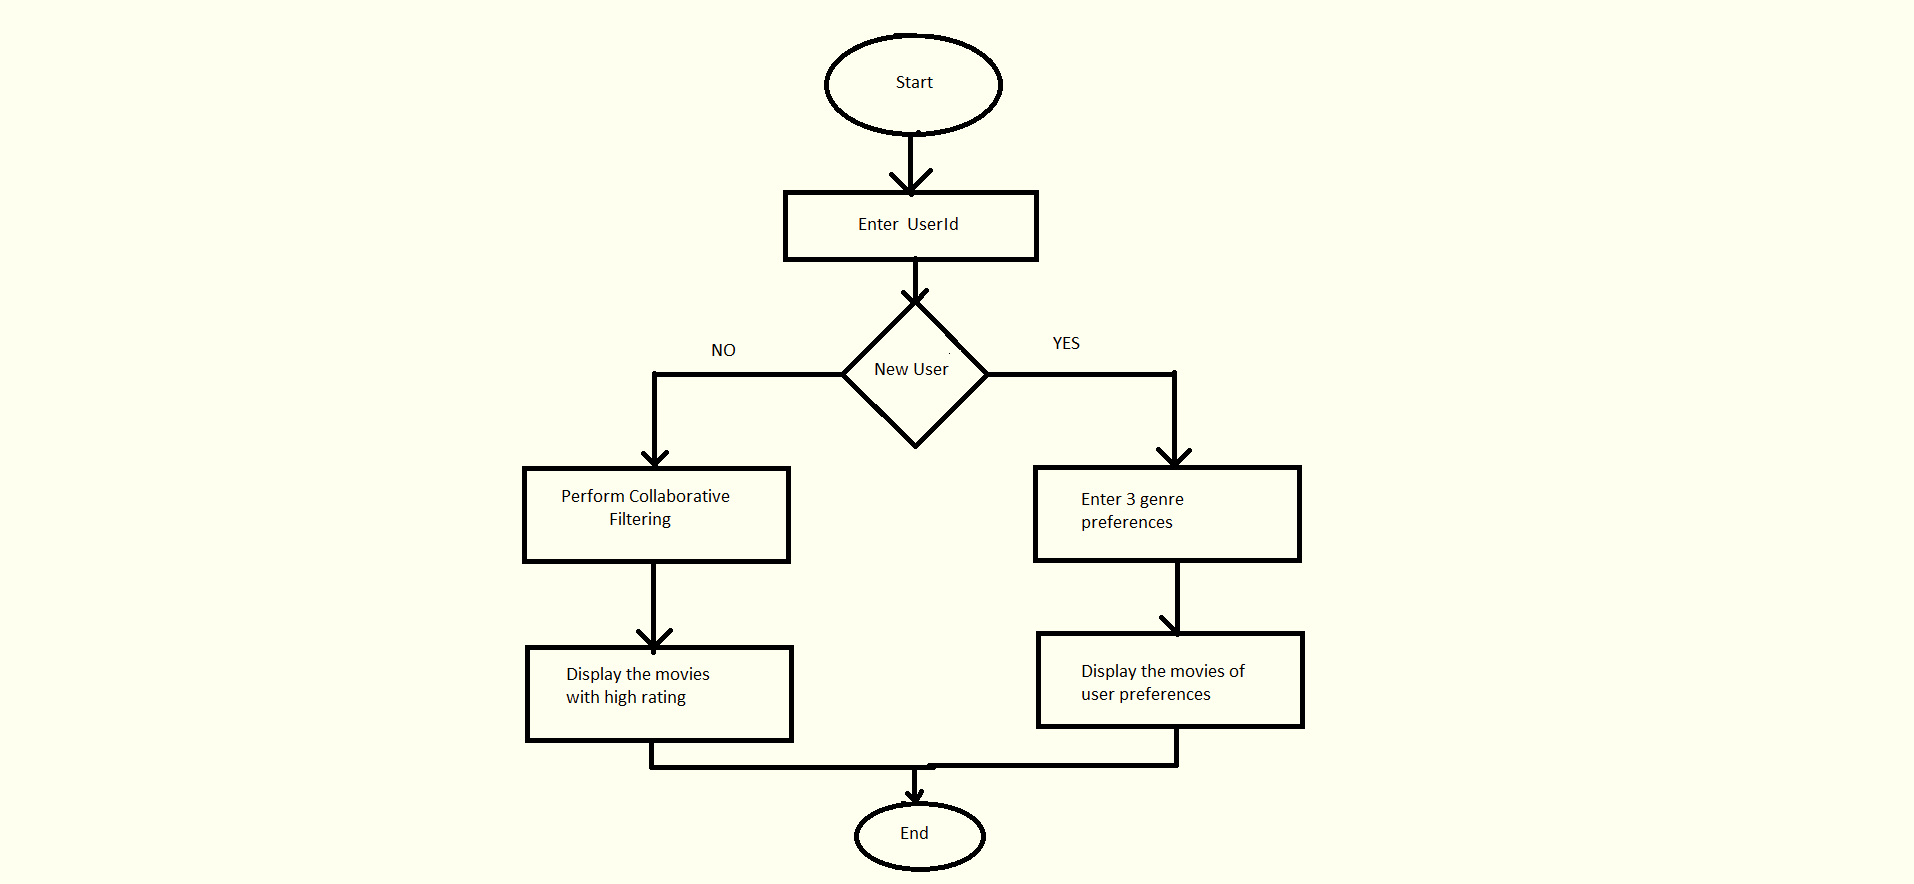 Start
Enter  UserId
New User
NO
YES
Perform Collaborative
Filtering
Enter 3 genre
preferences
Display the movies
with high rating
Display the movies of
user preferences
End